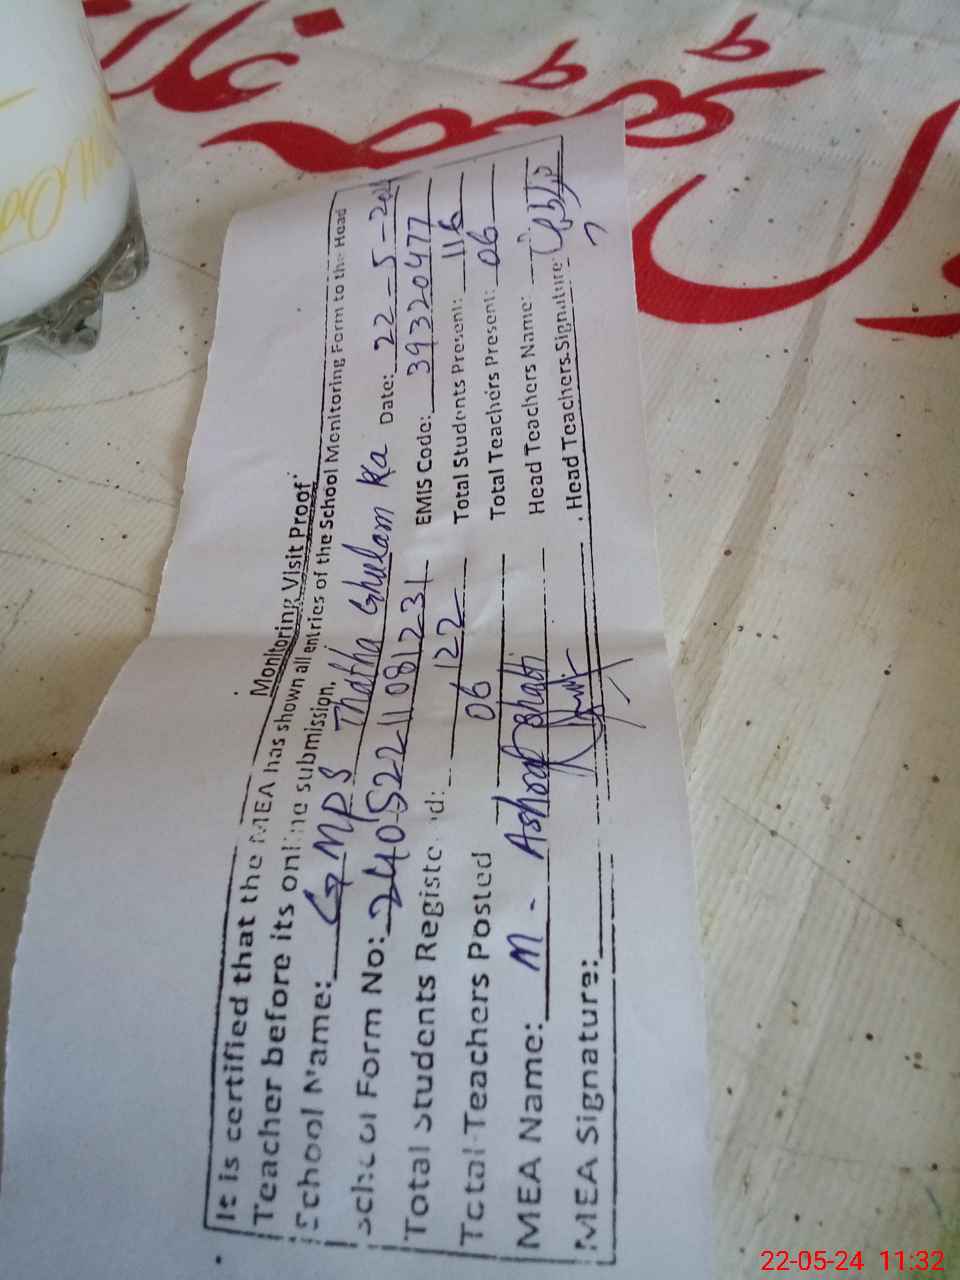 Monitoring Visit Proof
It is certified that the MEA has shown all entries of the School Monitoring Form to the Head
Teacher before its online submission.
School Name: GMPS Thatha Ghulam Ka Date: 22-5-202
School Form No: 24052211081231 EMIS Code: 39320477
Total Students Registered: 122 Total Students Present: 116
Total Teachers Posted 06 Total Teachers Present: 06
MEA Name: M - Ashraf Bhatti Head Teachers Name:
MEA Signature: Head Teachers Signature:
22-05-24 11:32